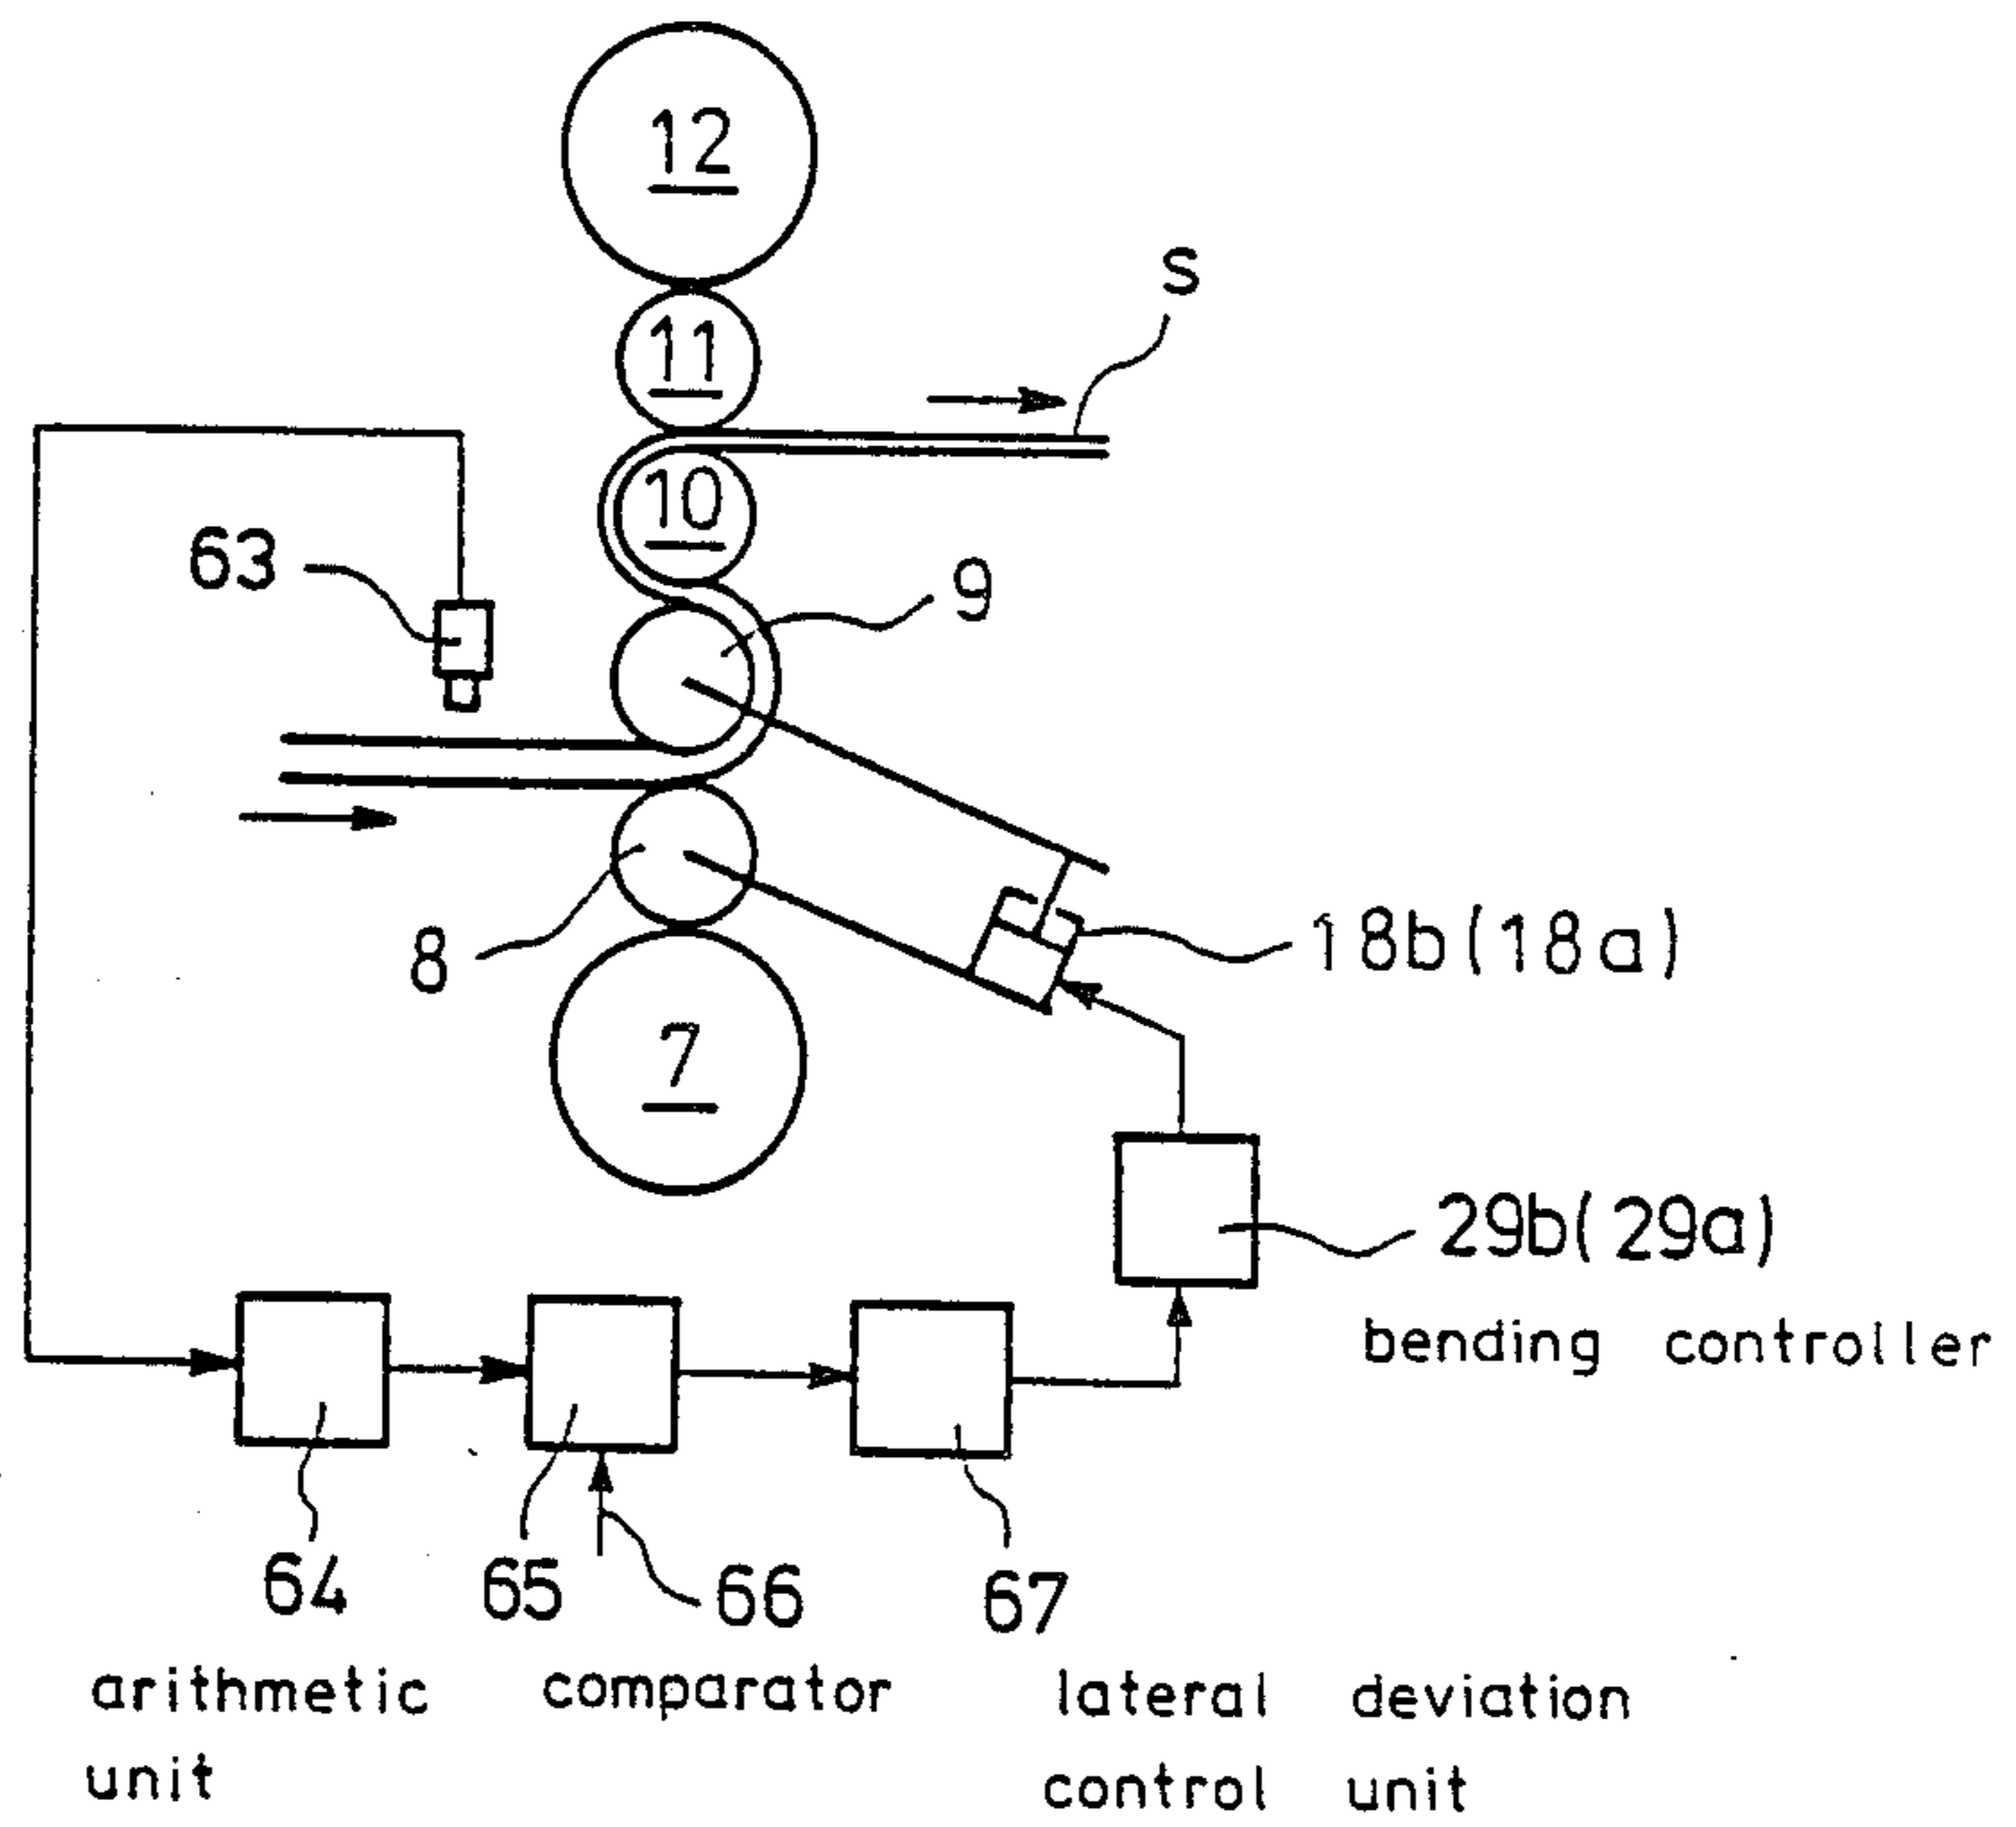 12
S
11
10
63
9
18b(18a)
8
7
29b(29a)
bending controller
64
65
66
67
arithmetic
unit
comparator
lateral deviation
control unit